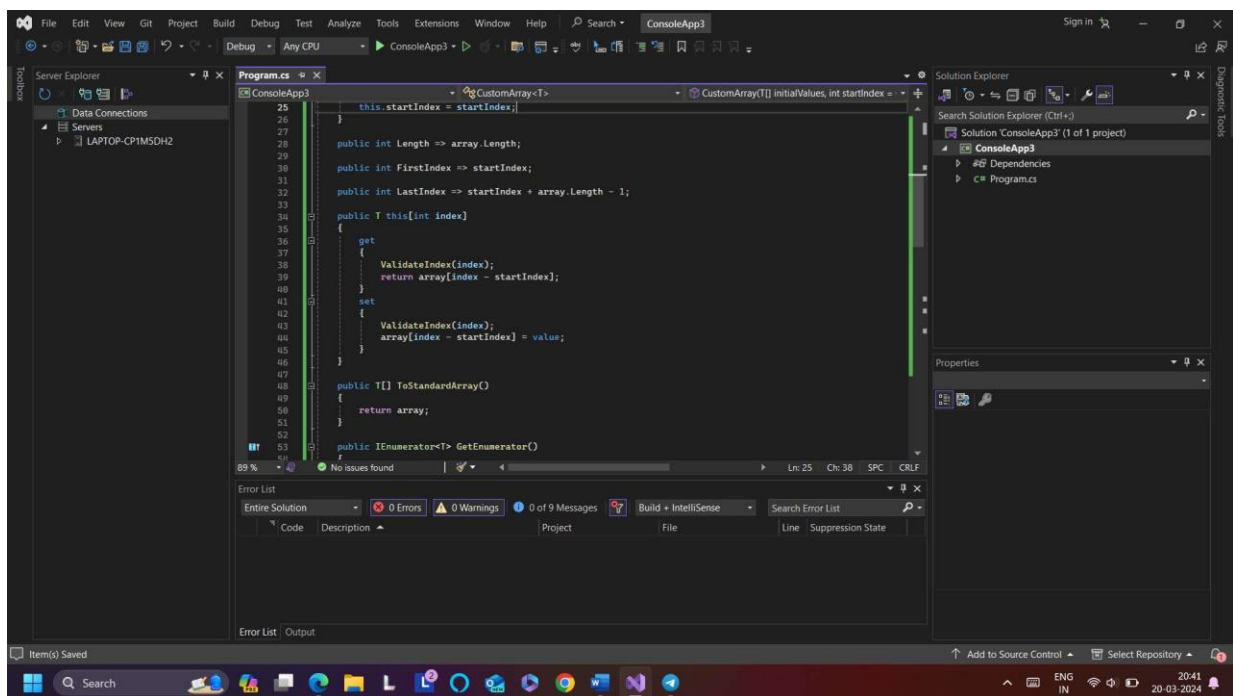 File Edit View Git Project Build Debug Test Analyze Tools Extensions Window Help Search ConsoleApp3 Sign in
Debug Any CPU ConsoleApp3
Toolbox
Server Explorer
Data Connections
Servers
LAPTOP-CP1M5DH2
Program.cs
ConsoleApp3 CustomArray<T> CustomArray(T[] initialValues, int startIndex =
25 this.startIndex = startIndex;
26 }
27
28 public int Length => array.Length;
29
30 public int FirstIndex => startIndex;
31
32 public int LastIndex => startIndex + array.Length - 1;
33
34 public T this[int index]
35 {
36 get
37 {
38 ValidateIndex(index);
39 return array[index - startIndex];
40 }
41 set
42 {
43 ValidateIndex(index);
44 array[index - startIndex] = value;
45 }
46 }
47
48 public T[] ToStandardArray()
49 {
50 return array;
51 }
52
53 public IEnumerator<T> GetEnumerator()
54 {
89 % No issues found Ln: 25 Ch: 38 SPC CRLF
Error List
Entire Solution 0 Errors 0 Warnings 0 of 9 Messages Build + IntelliSense Search Error List
Code Description Project File Line Suppression State
Error List Output
Solution Explorer
Search Solution Explorer (Ctrl+;)
Solution 'ConsoleApp3' (1 of 1 project)
ConsoleApp3
Dependencies
C# Program.cs
Properties
Diagnostic Tools
Item(s) Saved Add to Source Control Select Repository
Search ENG IN 20:41 20-03-2024